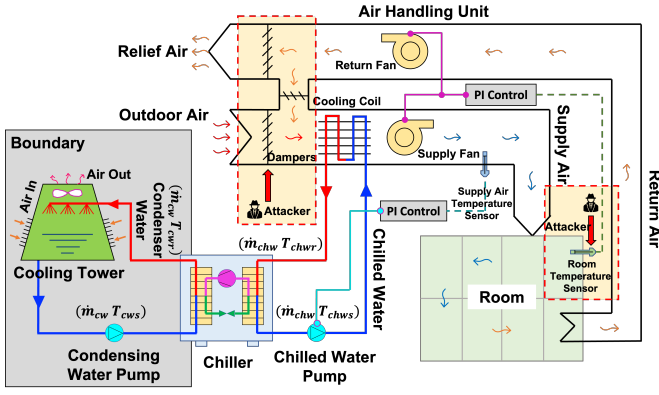 Air Handling Unit
Relief Air
Return Fan
PI Control
Cooling Coil
Outdoor Air
Supply Air
Return Air
Boundary
Dampers
Supply Fan
Air Out
Air In
Attacker
PI Control
Supply Air
Temperature
Sensor
Attacker
(ṁcw Tcwr)
Condenser
Water
(ṁchw Tchwr)
Chilled Water
Room
Temperature
Sensor
Cooling Tower
Room
(ṁcw Tcws)
(ṁchw Tchws)
Condensing
Water Pump
Chiller
Chilled Water
Pump